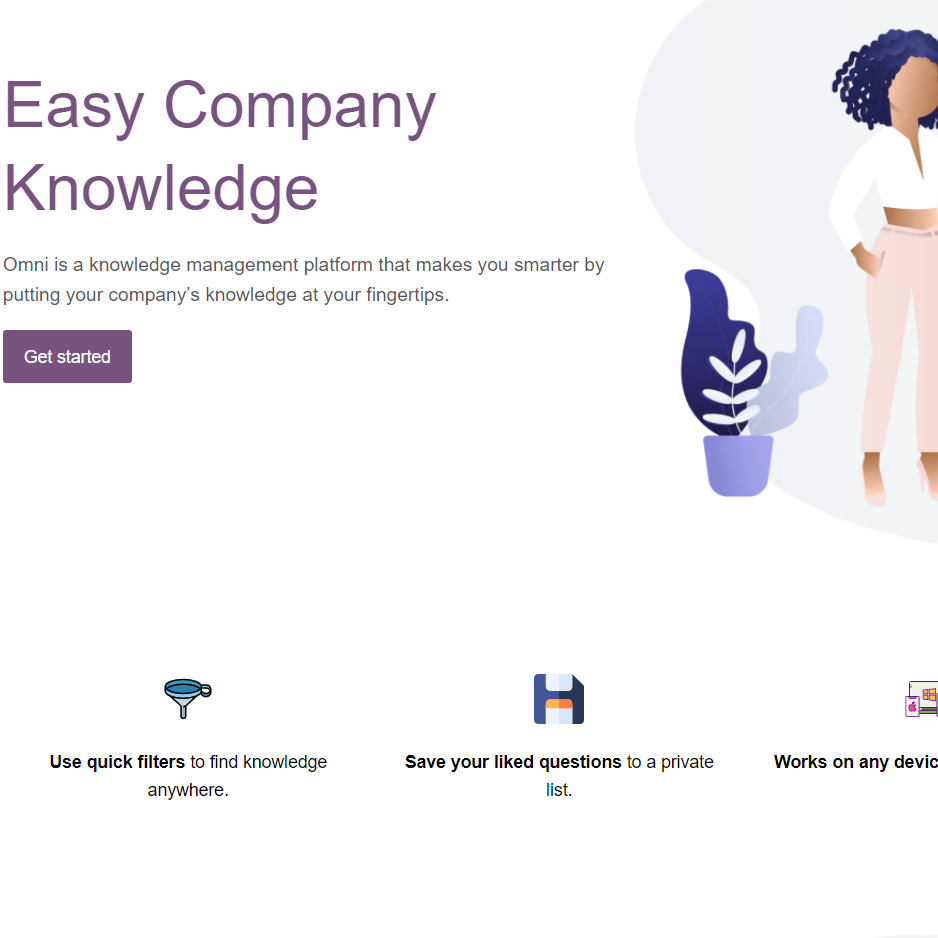 Easy Company
Knowledge
Omni is a knowledge management platform that makes you smarter by
putting your company’s knowledge at your fingertips.
Get started
Use quick filters to find knowledge
anywhere.
Save your liked questions to a private
list.
Works on any